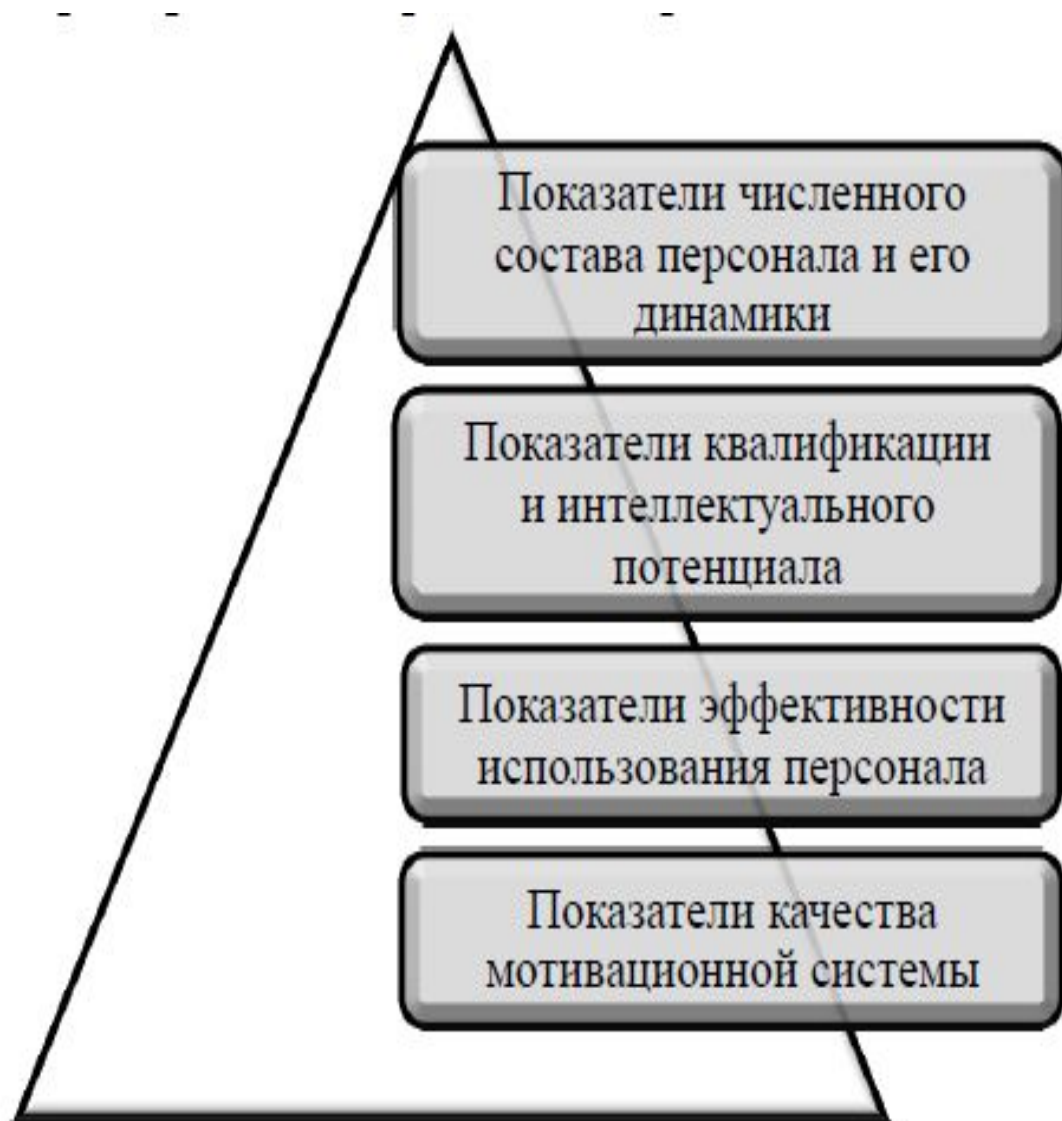 Показатели численного
состава персонала и его
динамики
Показатели квалификации
и интеллектуального
потенциала
Показатели эффективности
использования персонала
Показатели качества
мотивационной системы